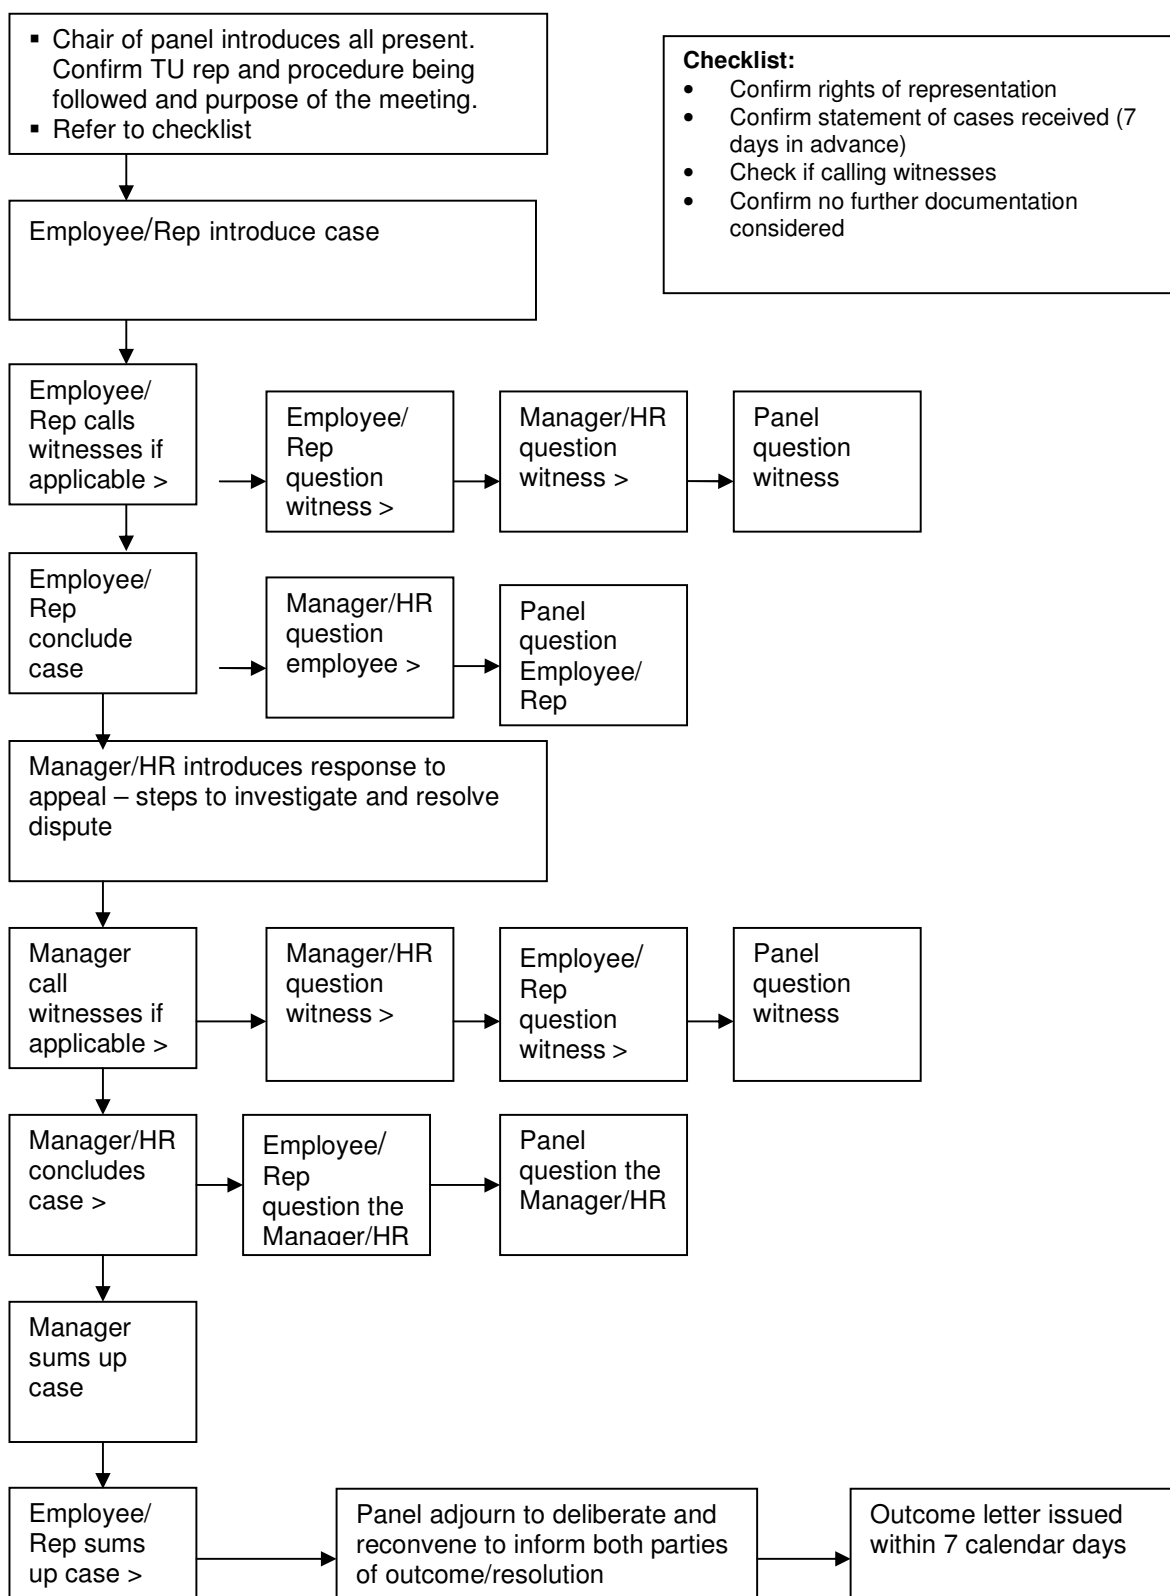 ▪ Chair of panel introduces all present.
Confirm TU rep and procedure being
followed and purpose of the meeting.
▪ Refer to checklist
Checklist:
• Confirm rights of representation
• Confirm statement of cases received (7
days in advance)
• Check if calling witnesses
• Confirm no further documentation
considered
Employee/Rep introduce case
Employee/
Rep calls
witnesses if
applicable >
Employee/
Rep
question
witness >
Manager/HR
question
witness >
Panel
question
witness
Employee/
Rep
conclude
case
Manager/HR
question
employee >
Panel
question
Employee/
Rep
Manager/HR introduces response to
appeal – steps to investigate and resolve
dispute
Manager
call
witnesses if
applicable >
Manager/HR
question
witness >
Employee/
Rep
question
witness >
Panel
question
witness
Manager/HR
concludes
case >
Employee/
Rep
question the
Manager/HR
Panel
question the
Manager/HR
Manager
sums up
case
Employee/
Rep sums
up case >
Panel adjourn to deliberate and
reconvene to inform both parties
of outcome/resolution
Outcome letter issued
within 7 calendar days